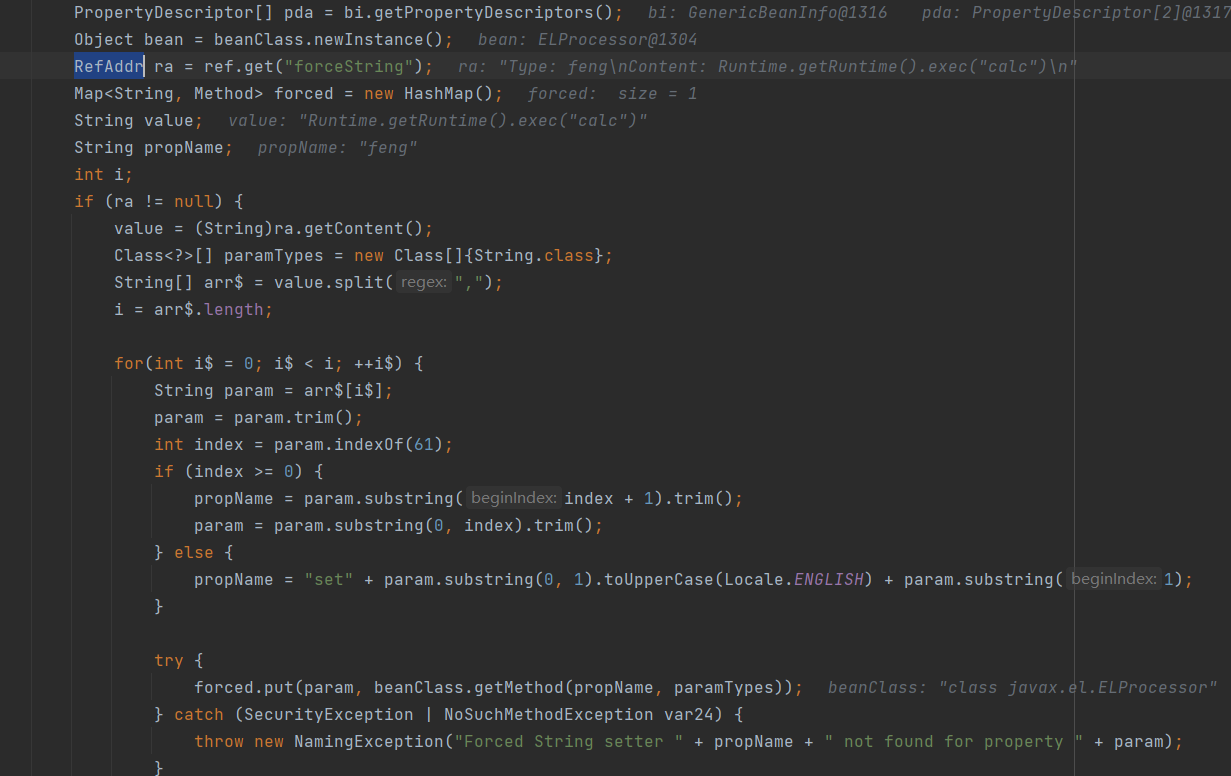 PropertyDescriptor[] pda = bi.getPropertyDescriptors();  bi: GenericBeanInfo@1316  pda: PropertyDescriptor[2]@1317
Object bean = beanClass.newInstance();  bean: ELProcessor@1304
RefAddr ra = ref.get("forceString");  ra: "Type: feng\nContent: Runtime.getRuntime().exec("calc")\n"
Map<String, Method> forced = new HashMap();  forced:  size = 1
String value;  value: "Runtime.getRuntime().exec("calc")"
String propName;  propName: "feng"
int i;
if (ra != null) {
value = (String)ra.getContent();
Class<?>[] paramTypes = new Class[]{String.class};
String[] arr$ = value.split( regex: ",");
i = arr$.length;
for(int i$ = 0; i$ < i; ++i$) {
String param = arr$[i$];
param = param.trim();
int index = param.indexOf(61);
if (index >= 0) {
propName = param.substring( beginIndex: index + 1).trim();
param = param.substring(0, index).trim();
} else {
propName = "set" + param.substring(0, 1).toUpperCase(Locale.ENGLISH) + param.substring( beginIndex: 1);
}
try {
forced.put(param, beanClass.getMethod(propName, paramTypes));  beanClass: "class javax.el.ELProcessor"
} catch (SecurityException | NoSuchMethodException var24) {
throw new NamingException("Forced String setter " + propName + " not found for property " + param);
}